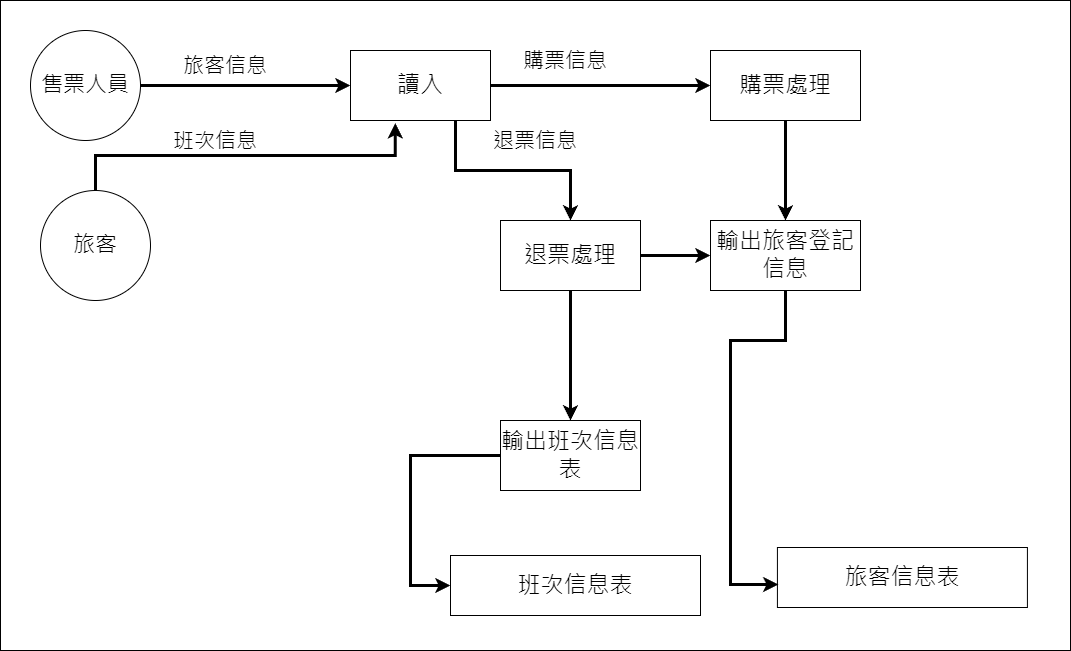 售票人員
旅客信息
讀入
購票信息
購票處理
班次信息
退票信息
旅客
退票處理
輸出旅客登記
信息
輸出班次信息
表
班次信息表
旅客信息表